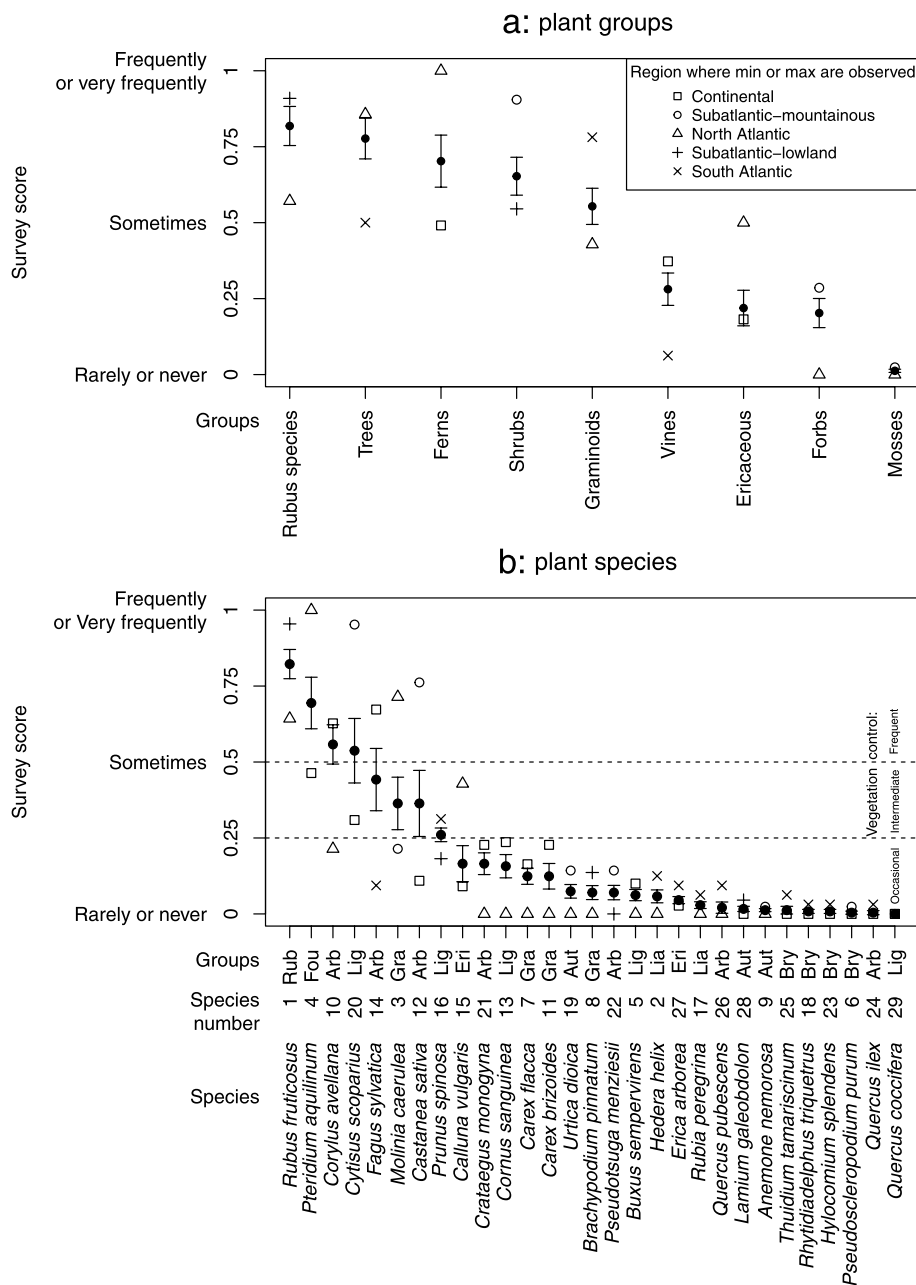 a: plant groups
Frequently
or very frequently
Sometimes
Rarely or never
Survey score
1
0.75
0.5
0.25
0
Region where min or max are observed
Continental
Subatlantic−mountainous
North Atlantic
Subatlantic−lowland
South Atlantic
Groups
Rubus species
Trees
Ferns
Shrubs
Graminoids
Vines
Ericaceous
Forbs
Mosses
b: plant species
Frequently
or Very frequently
Sometimes
Rarely or never
Survey score
1
0.75
0.5
0.25
0
Vegetation control:
Frequent
Intermediate
Occasional
Groups
Rub Fou Arb Lig Arb Gra Arb Lig Eri Arb Lig Gra Gra Aut Gra Arb Lig Lia Eri Lia Arb Aut Aut Bry Bry Bry Bry Arb Lig
Species
number
1 4 10 20 14 3 12 16 15 21 13 7 11 19 8 22 5 2 27 17 26 28 9 25 18 23 6 24 29
Species
Rubus fruticosus
Pteridium aquilinum
Corylus avellana
Cytisus scoparius
Fagus sylvatica
Molinia caerulea
Castanea sativa
Prunus spinosa
Calluna vulgaris
Crataegus monogyna
Cornus sanguinea
Carex flacca
Carex brizoides
Urtica dioica
Brachypodium pinnatum
Pseudotsuga menziesii
Buxus sempervirens
Hedera helix
Erica arborea
Rubia peregrina
Quercus pubescens
Lamium galeobdolon
Anemone nemorosa
Thuidium tamariscinum
Rhytidiadelphus triquetrus
Hylocomium splendens
Pseudoscleropodium purum
Quercus ilex
Quercus coccifera